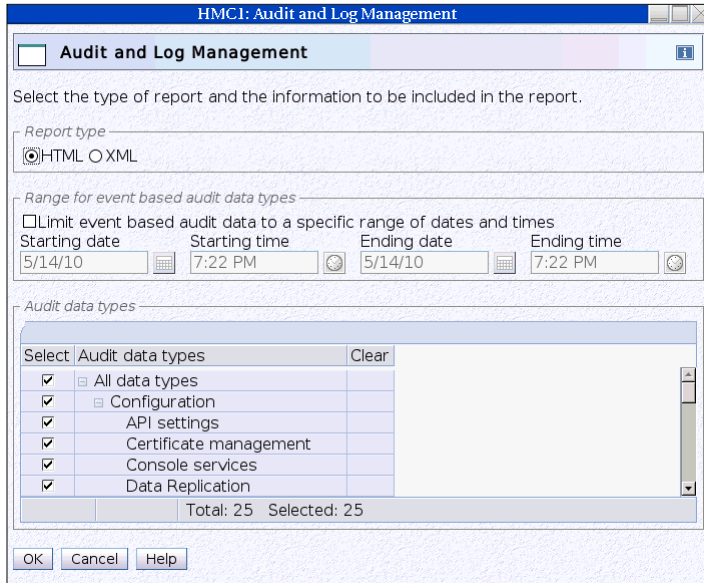 HMC1: Audit and Log Management
Audit and Log Management
i
Select the type of report and the information to be included in the report.
Report type
HTML XML
Range for event based audit data types
Limit event based audit data to a specific range of dates and times
Starting date Starting time Ending date Ending time
5/14/10 7:22 PM 5/14/10 7:22 PM
Audit data types
Select Audit data types Clear
All data types
Configuration
API settings
Certificate management
Console services
Data Replication
Total: 25 Selected: 25
OK Cancel Help